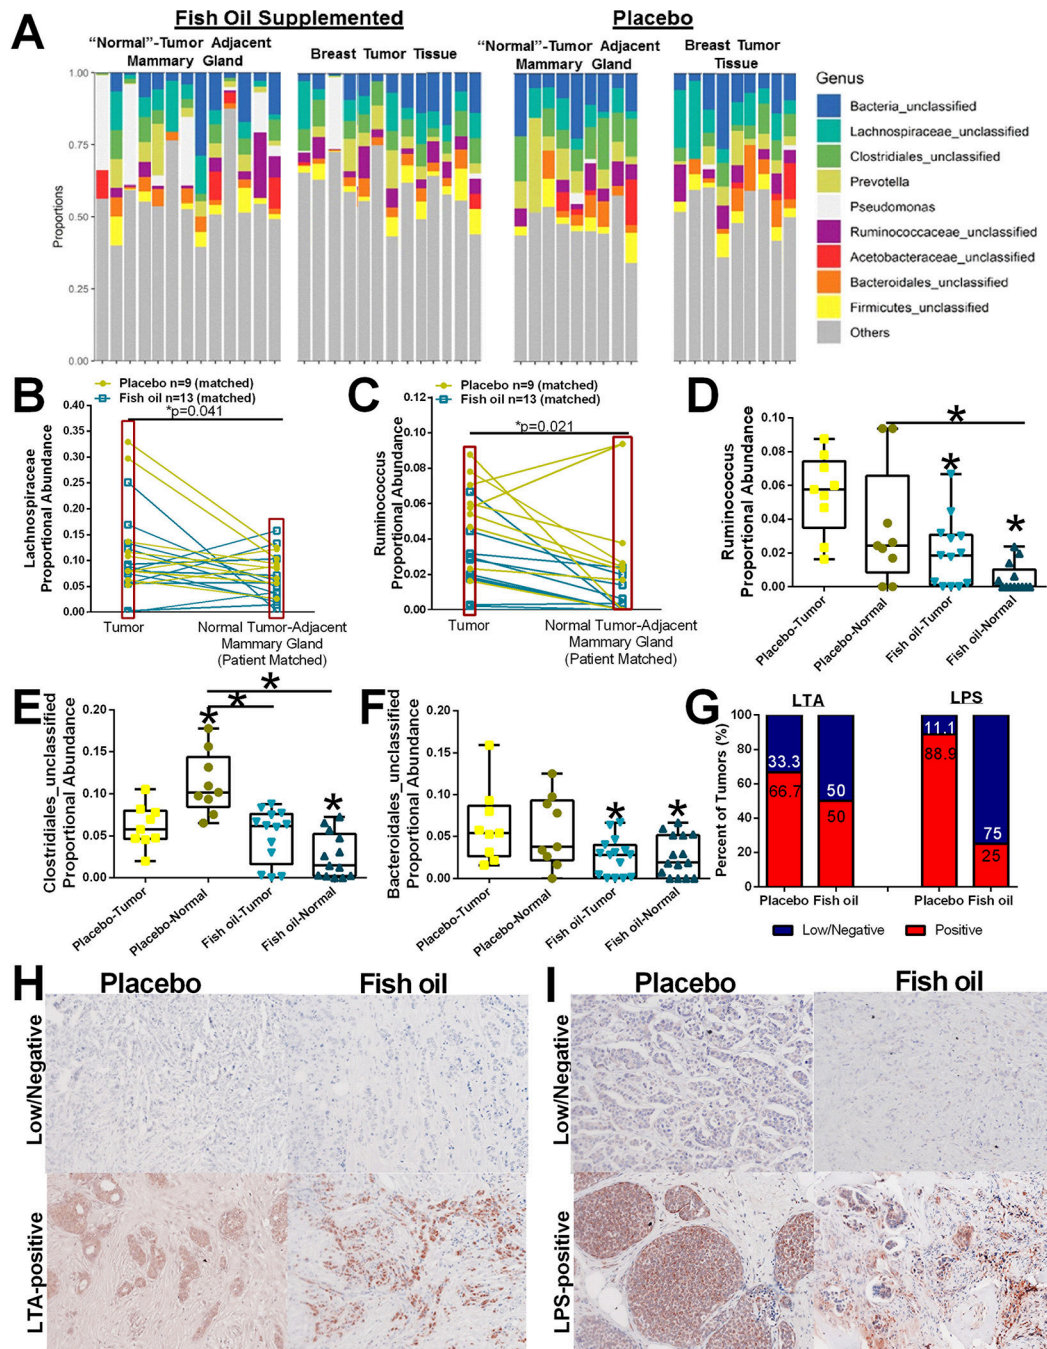 A
Fish Oil Supplemented
Placebo
“Normal”-Tumor Adjacent
Mammary Gland
Breast Tumor Tissue
“Normal”-Tumor Adjacent
Mammary Gland
Breast Tumor
Tissue
Proportions
1.00
0.75
0.50
0.25
0.00
Genus
Bacteria_unclassified
Lachnospiraceae_unclassified
Clostridiales_unclassified
Prevotella
Pseudomonas
Ruminococcaceae_unclassified
Acetobacteraceae_unclassified
Bacteroidales_unclassified
Firmicutes_unclassified
Others
B
Placebo n=9 (matched)
Fish oil n=13 (matched)
*p=0.041
Lachnospiraceae
Proportional Abundance
0.40
0.35
0.30
0.25
0.20
0.15
0.10
0.05
0.00
Tumor
Normal Tumor-Adjacent
Mammary Gland
(Patient Matched)
C
Placebo n=9 (matched)
Fish oil n=13 (matched)
*p=0.021
Ruminococcus
Proportional Abundance
0.12
0.10
0.08
0.06
0.04
0.02
0.00
Tumor
Normal Tumor-Adjacent
Mammary Gland
(Patient Matched)
D
Ruminococcus
Proportional Abundance
0.10
0.08
0.06
0.04
0.02
0.00
*
*
*
Placebo-Tumor
Placebo-Normal
Fish oil-Tumor
Fish oil-Normal
E
Clostridiales_unclassified
Proportional Abundance
0.20
0.15
0.10
0.05
0.00
*
*
*
*
Placebo-Tumor
Placebo-Normal
Fish oil-Tumor
Fish oil-Normal
F
Bacteroidales_unclassified
Proportional Abundance
0.20
0.15
0.10
0.05
0.00
*
*
Placebo-Tumor
Placebo-Normal
Fish oil-Tumor
Fish oil-Normal
G
LTA
LPS
Percent of Tumors (%)
100
80
60
40
20
0
33.3
66.7
50
50
11.1
88.9
75
25
Placebo Fish oil
Placebo Fish oil
Low/Negative
Positive
H
Placebo
Fish oil
Low/Negative
LTA-positive
I
Placebo
Fish oil
Low/Negative
LPS-positive